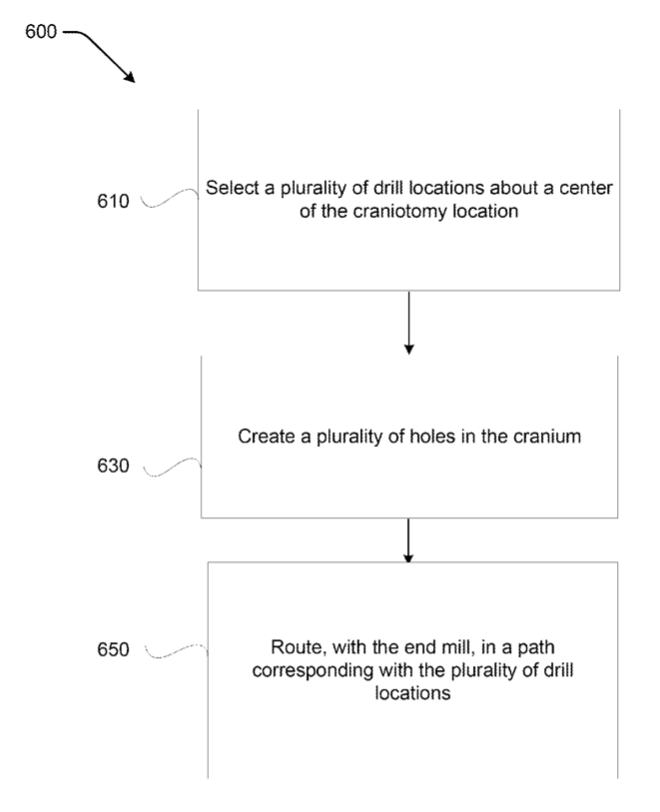 600
610
Select a plurality of drill locations about a center
of the craniotomy location
630
Create a plurality of holes in the cranium
650
Route, with the end mill, in a path
corresponding with the plurality of drill
locations